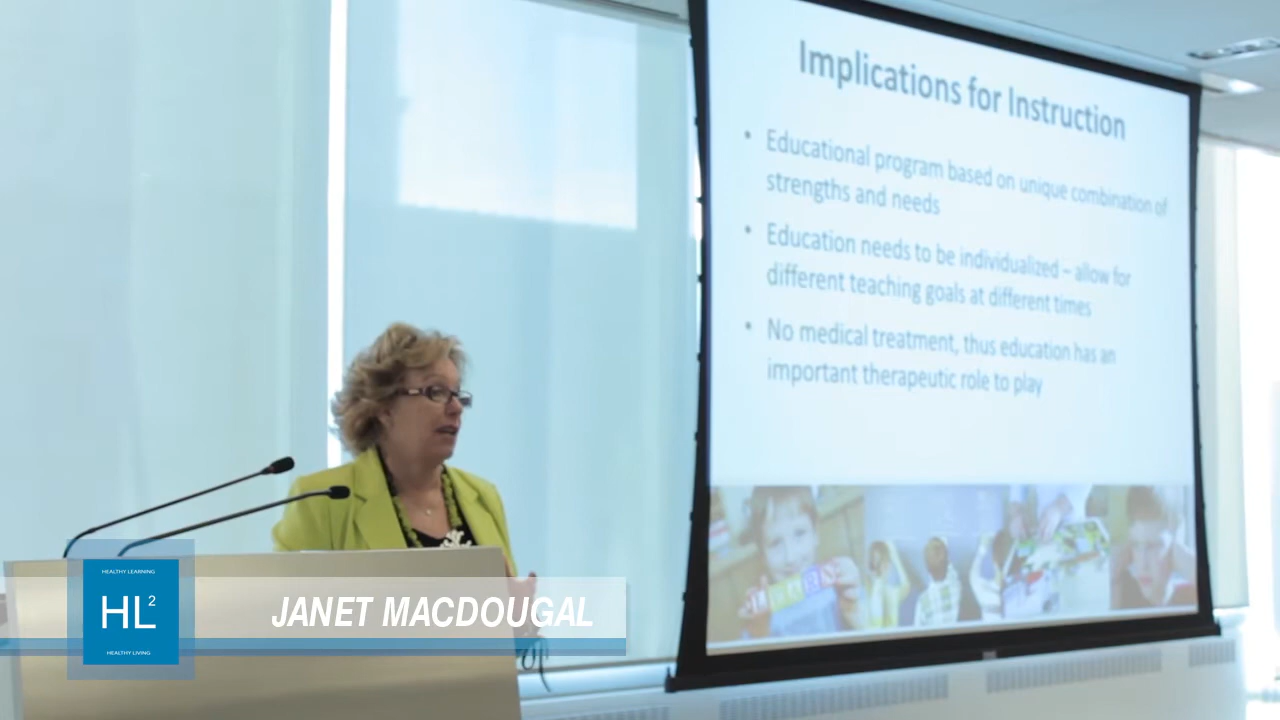 Implications for Instruction
• Educational program based on unique combination of
strengths and needs
• Education needs to be individualized – allow for
different teaching goals at different times
• No medical treatment, thus education has an
important therapeutic role to play
HEALTHY LEARNING
HL²
HEALTHY LIVING
JANET MACDOUGAL